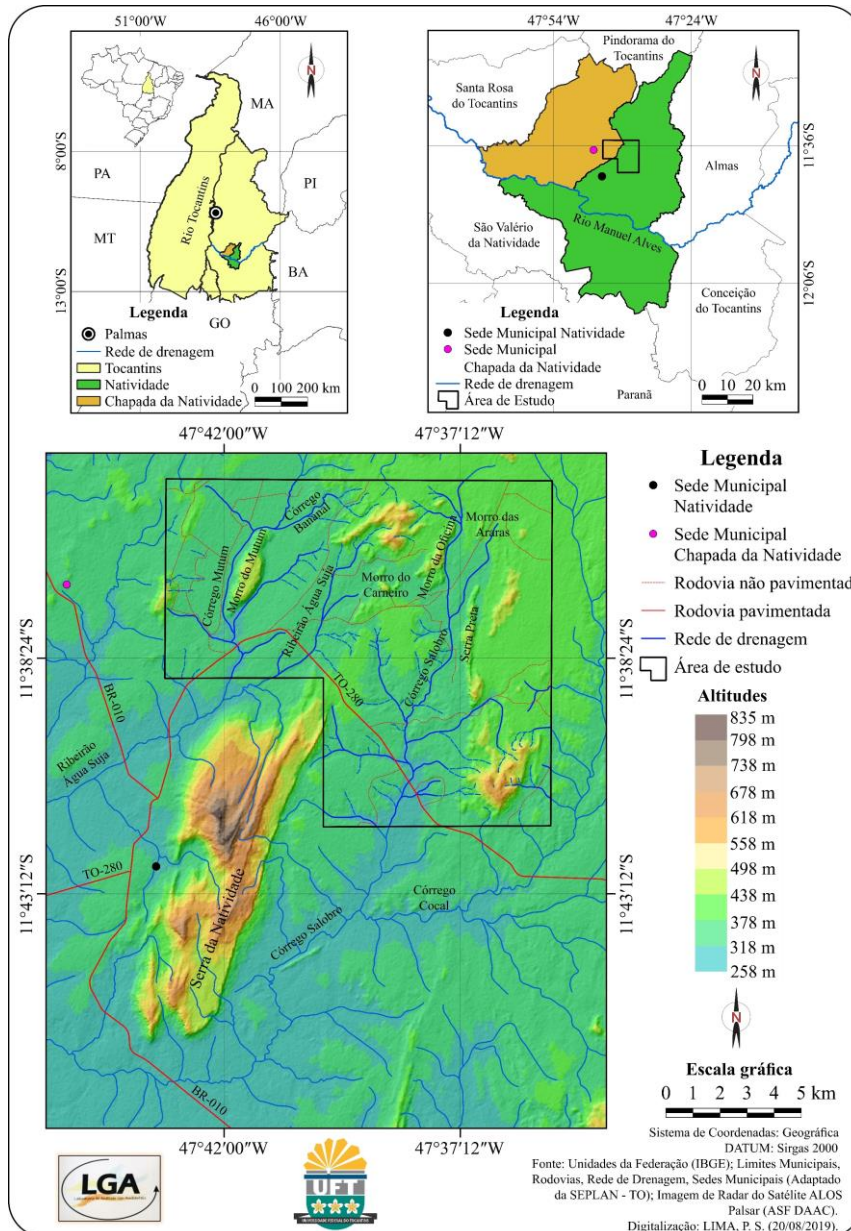 51°00'W
46°00'W
N
MA
8°00'S
PA
PI
Rio Tocantins
MT
BA
13°00'S
GO
Legenda
Palmas
Rede de drenagem
Tocantins
Natividade
Chapada da Natividade
0 100 200 km
47°54'W
47°24'W
Pindorama do
Tocantins
N
Santa Rosa
do Tocantins
11°36'S
Almas
São Valério
da Natividade
Rio Manuel Alves
12°06'S
Conceição
do Tocantins
Legenda
Sede Municipal Natividade
Sede Municipal
Chapada da Natividade
Rede de drenagem
Área de Estudo
Paranã
0 10 20 km
47°42'00"W
47°37'12"W
Córrego
Bananal
Córrego Mutum
Morro do Mutum
Ribeirão Água Suja
Morro do
Carneiro
Morro da Oficina
Morro das
Araras
Córrego Salobro
Serra Preta
11°38'24"S
11°38'24"S
TO-280
BR-010
Ribeirão
Água Suja
TO-280
11°43'12"S
11°43'12"S
Serra da Natividade
Córrego
Cocal
Córrego Salobro
BR-010
47°42'00"W
47°37'12"W
Legenda
Sede Municipal
Natividade
Sede Municipal
Chapada da Natividade
Rodovia não pavimentada
Rodovia pavimentada
Rede de drenagem
Área de estudo
Altitudes
835 m
798 m
738 m
678 m
618 m
558 m
498 m
438 m
378 m
318 m
258 m
N
Escala gráfica
0 1 2 3 4 5 km
Sistema de Coordenadas: Geográfica
DATUM: Sirgas 2000
Fonte: Unidades da Federação (IBGE); Limites Municipais,
Rodovias, Rede de Drenagem, Sedes Municipais (Adaptado
da SEPLAN - TO); Imagem de Radar do Satélite ALOS
Palsar (ASF DAAC).
Digitalização: LIMA, P. S. (20/08/2019).
LGA
UFT